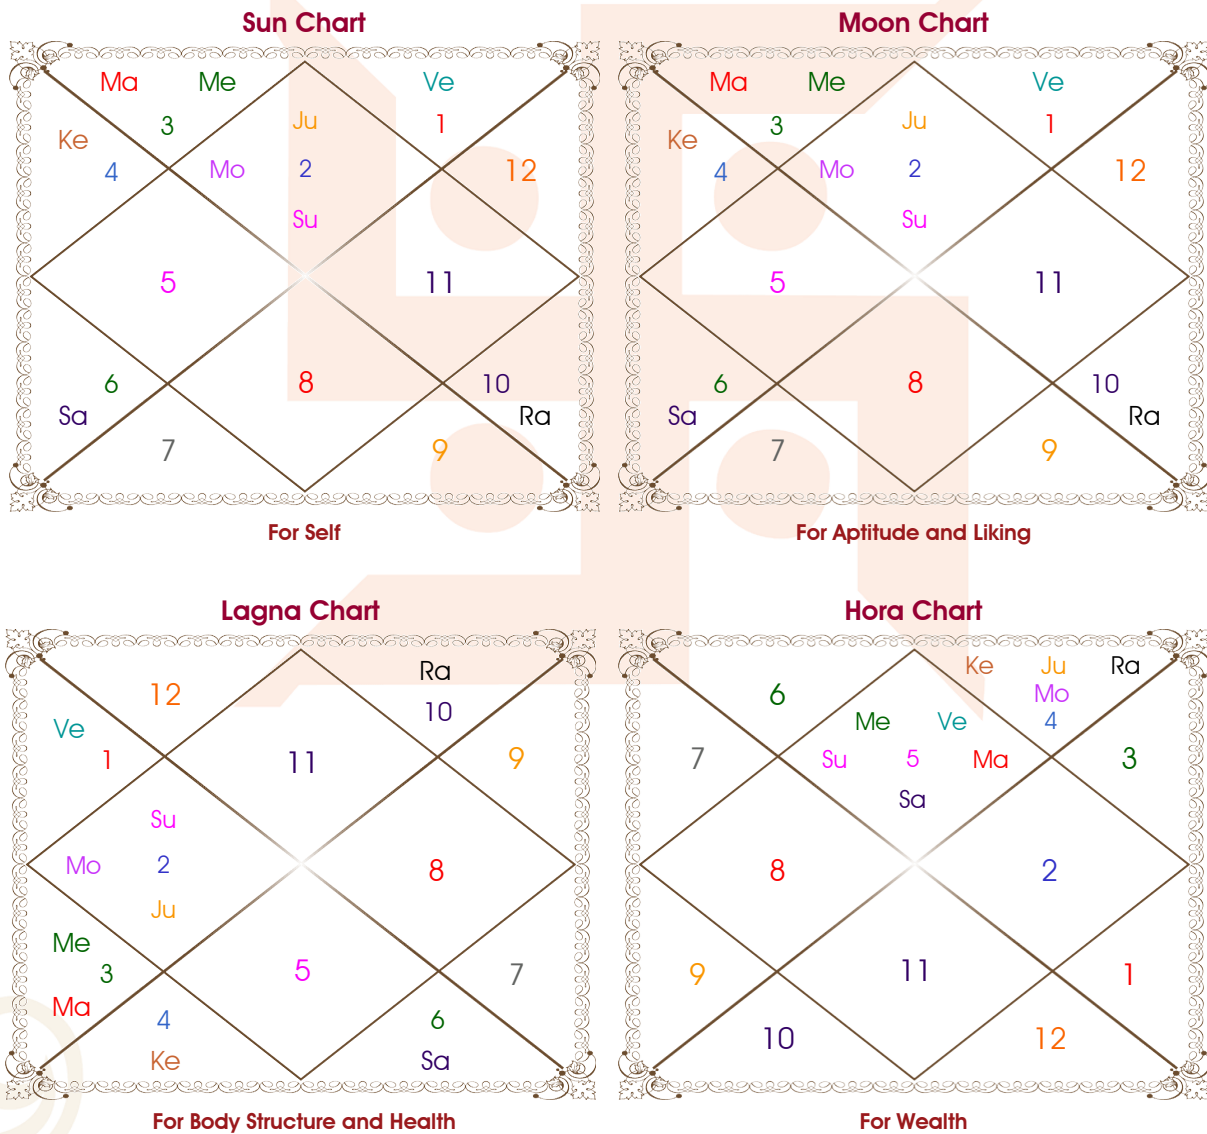 Sun Chart
Ma Me Ve
Ke 3 Ju 1
4 Mo 2 12
Su
5 11
6 8 10
Sa Ra
7 9
For Self
Moon Chart
Ma Me Ve
Ke 3 Ju 1
4 Mo 2 12
Su
5 11
6 8 10
Sa Ra
7 9
For Aptitude and Liking
Lagna Chart
Ra
12 10
Ve
1 11 9
Su
Mo 2 8
Ju
Me
3 5 7
Ma
4 6
Ke Sa
For Body Structure and Health
Hora Chart
Ke Ju Ra
6 Mo
Me Ve 4
7 Su 5 Ma 3
Sa
8 2
9 11 1
10 12
For Wealth